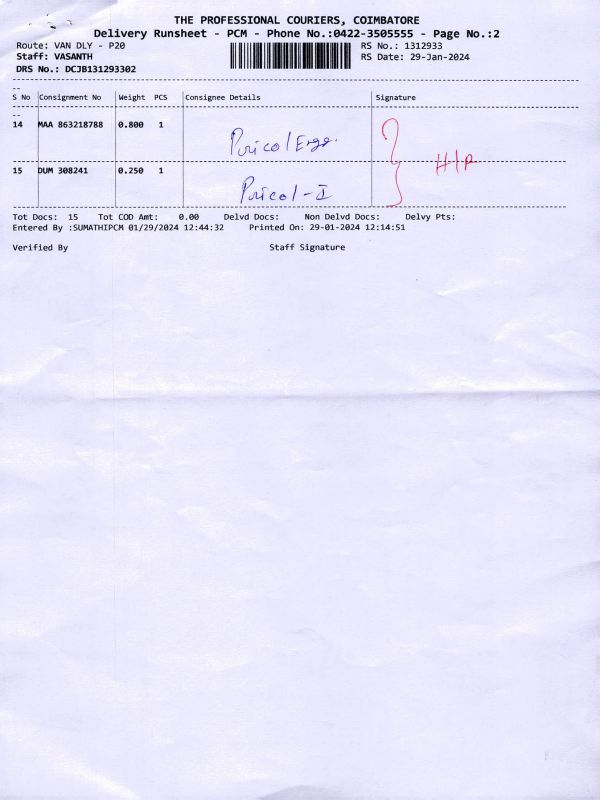 THE PROFESSIONAL COURIERS, COIMBATORE
Delivery Runsheet - PCM - Phone No.:0422-3505555 - Page No.:2
Route: VAN DLY - P20 RS No.: 1312933
Staff: VASANTH RS Date: 29-Jan-2024
DRS No.: DCJB131293302
S No Consignment No Weight PCS Consignee Details Signature
14 MAA 863218788 0.800 1 Pricol Engg.
15 DUM 308241 0.250 1 Pricol - I
Tot Docs: 15 Tot COD Amt: 0.00 Delvd Docs: Non Delvd Docs: Delvy Pts:
Entered By :SUMATHIPCM 01/29/2024 12:44:32 Printed On: 29-01-2024 12:14:51
Verified By Staff Signature